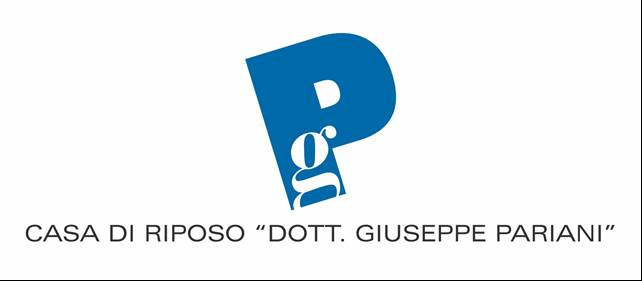 P
g
CASA DI RIPOSO “DOTT. GIUSEPPE PARIANI”